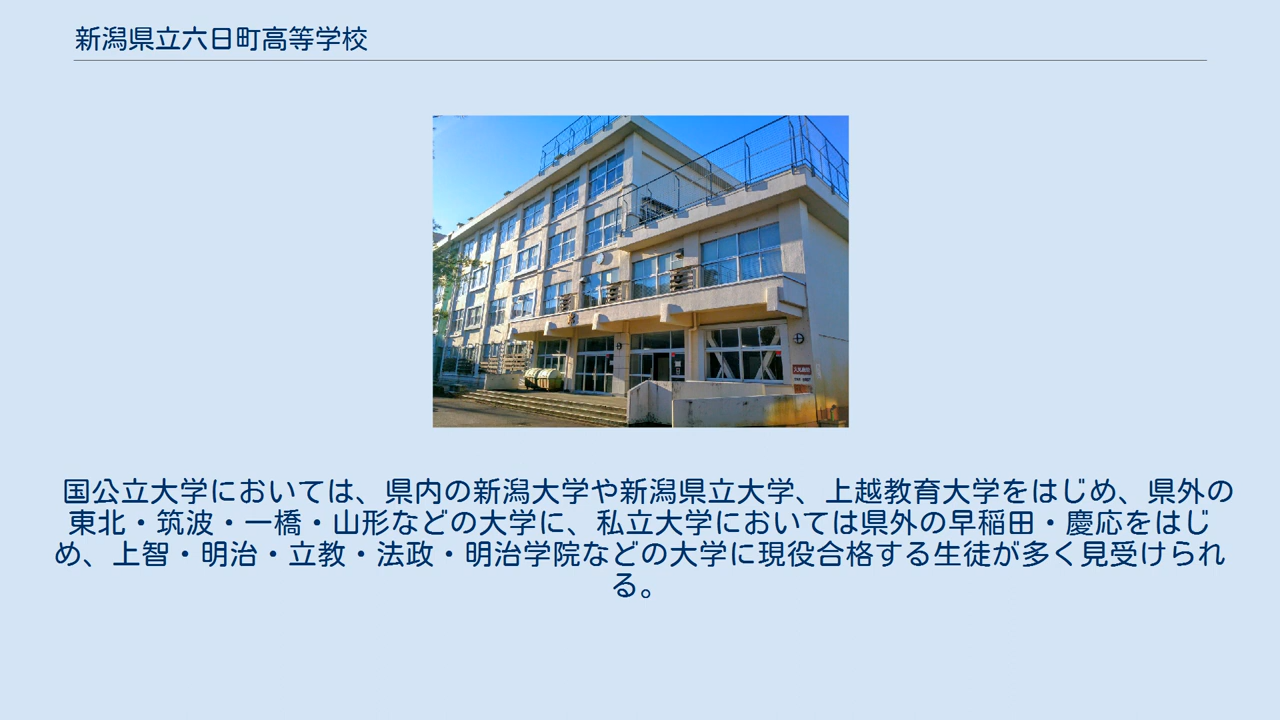 新潟県立六日町高等学校
国公立大学においては、県内の新潟大学や新潟県立大学、上越教育大学をはじめ、県外の
東北・筑波・一橋・山形などの大学に、私立大学においては県外の早稲田・慶応をはじ
め、上智・明治・立教・法政・明治学院などの大学に現役合格する生徒が多く見受けられ
る。